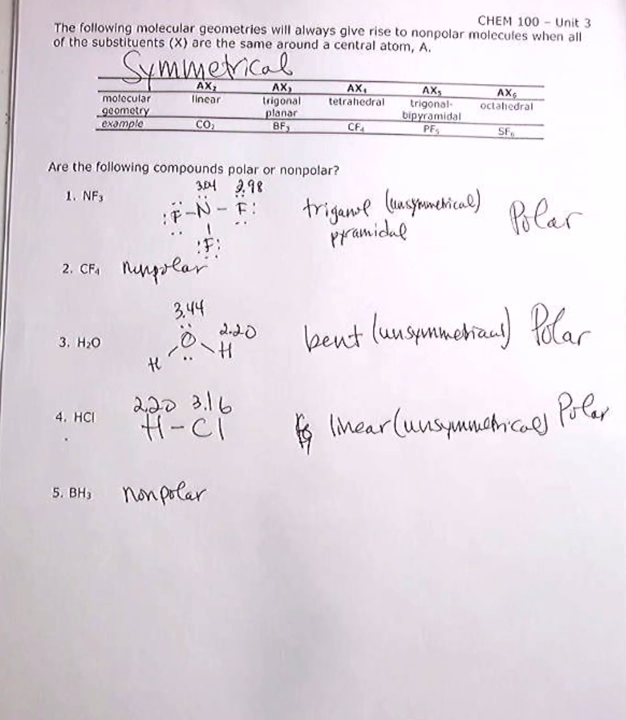 CHEM 100 - Unit 3
The following molecular geometries will always give rise to nonpolar molecules when all
of the substituents (X) are the same around a central atom, A.
Symmetrical
AX₂ AX₃ AX₄ AX₅ AX₆
molecular geometry linear trigonal planar tetrahedral trigonal-bipyramidal octahedral
example CO₂ BF₃ CF₄ PF₅ SF₆
Are the following compounds polar or nonpolar?
3.04 2.98
1. NF₃ :F-N-F: triganol (unsymmetrical) Polar
pyramidal
:F:
2. CF₄ nunpolar
3.44
2.20
3. H₂O O H bent (unsymmetriaal) Polar
H
2.20 3.16
4. HCl H-Cl linear (unsymmetrical) Polar
5. BH₃ nonpolar